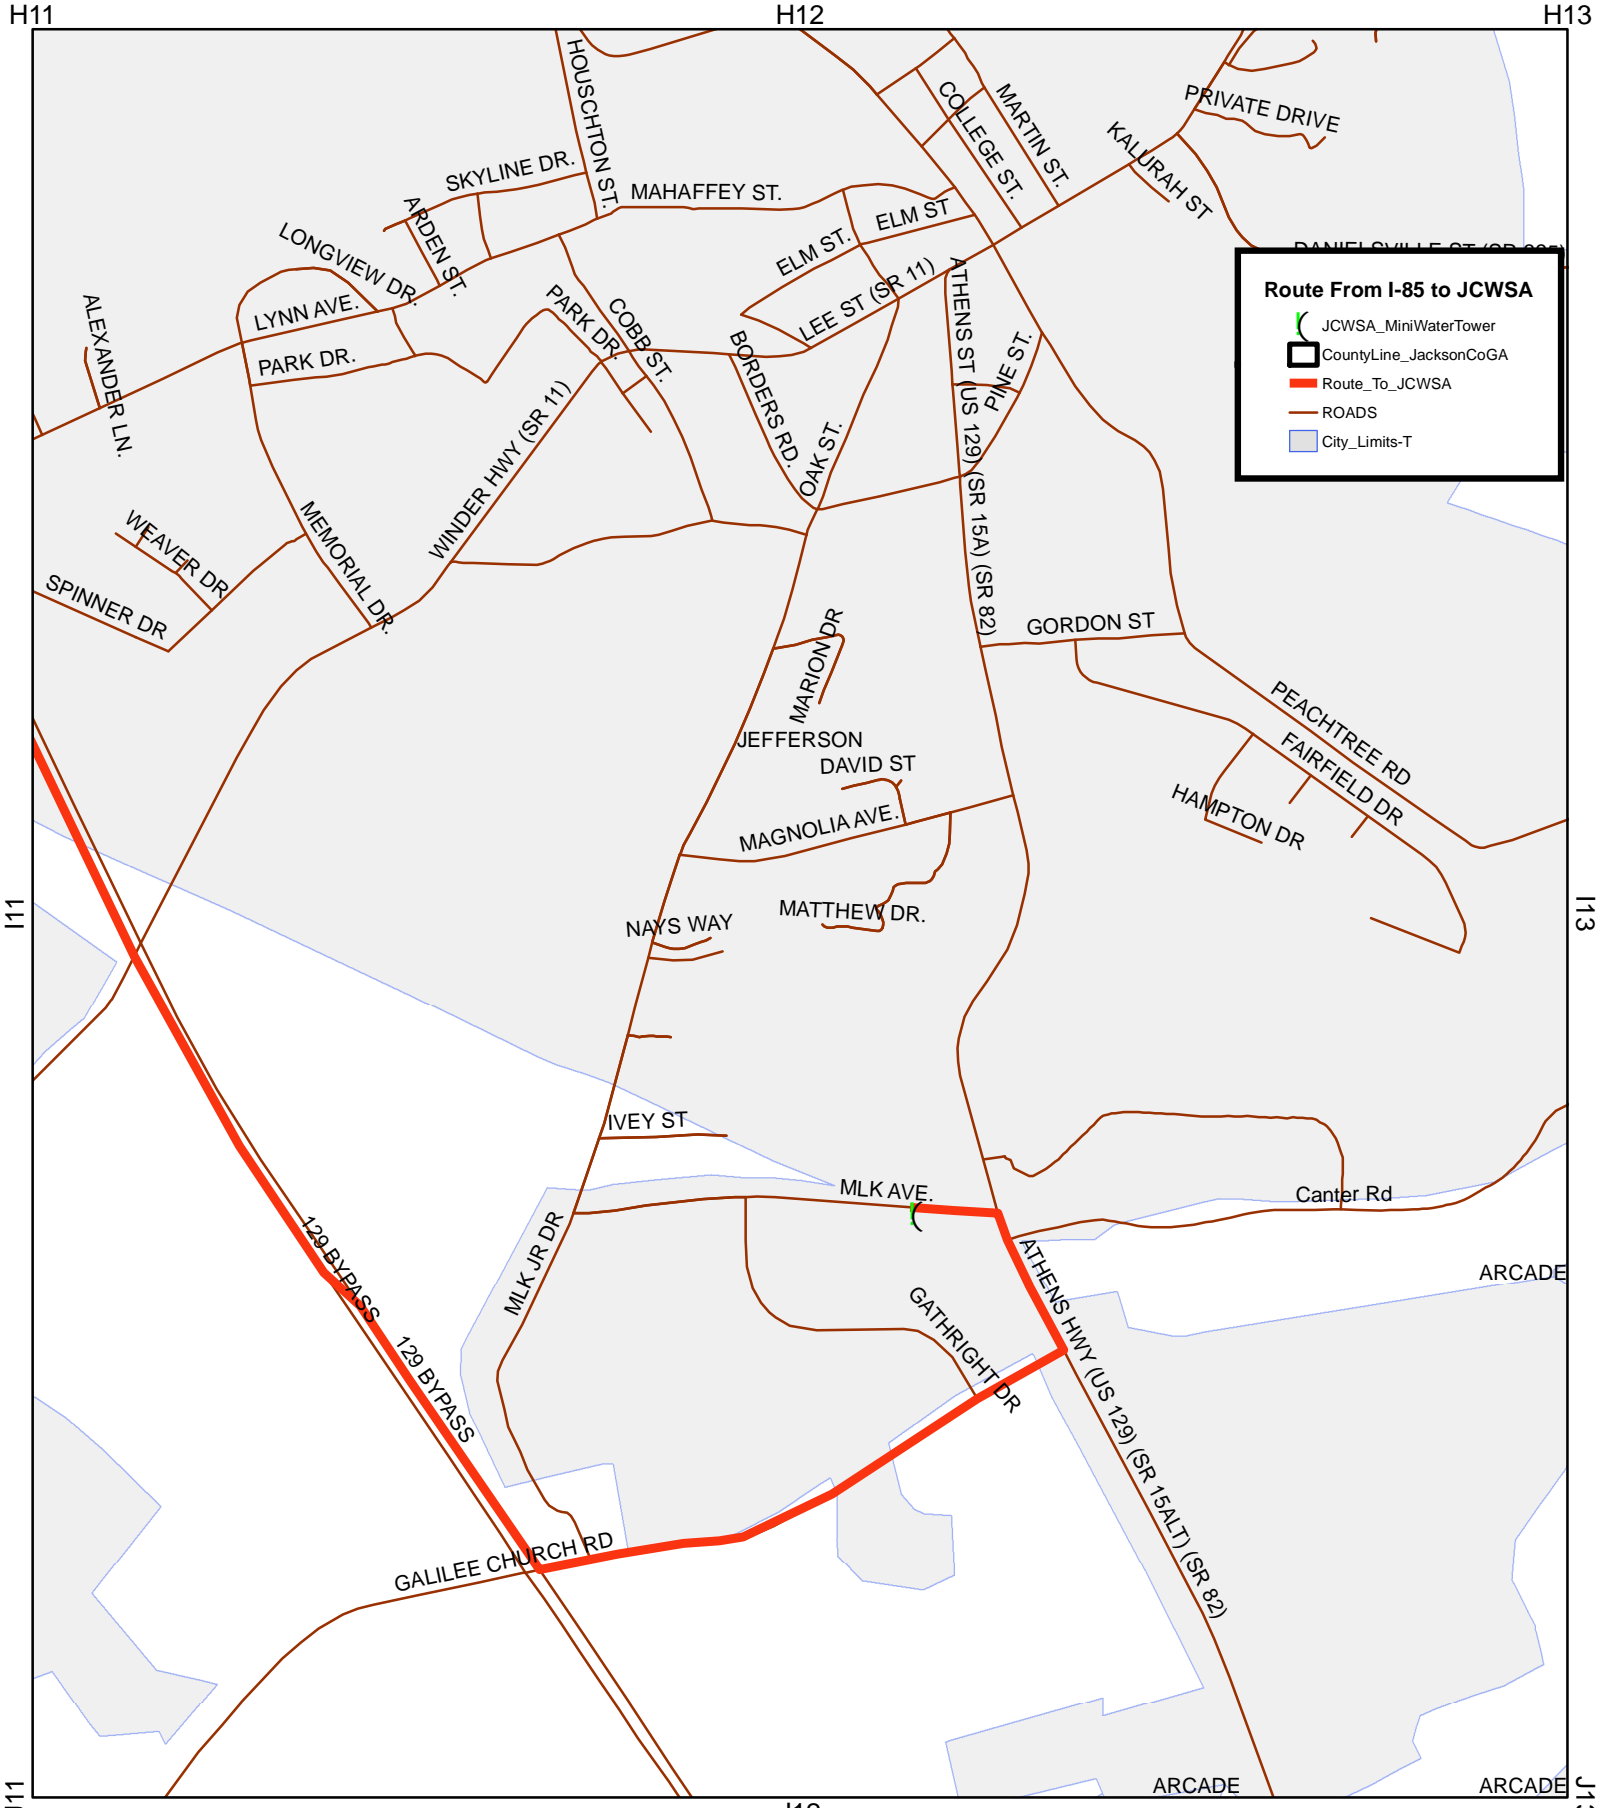 H11
H12
H13
HOUSCHTON ST.
COLLEGE ST.
MARTIN ST.
PRIVATE DRIVE
KALURAH ST
SKYLINE DR.
MAHAFFEY ST.
ARDEN ST.
ELM ST
ELM ST.
LONGVIEW DR.
LYNN AVE.
LEE ST (SR 11)
ALEXANDER LN.
PARK DR.
PARK DR.
COBB ST.
BORDERS RD.
ATHENS ST (US 129) (SR 15A) (SR 82)
PINE ST.
OAK ST.
WINDER HWY (SR 11)
Route From I-85 to JCWSA
JCWSA_MiniWaterTower
CountyLine_JacksonCoGA
Route_To_JCWSA
ROADS
City_Limits-T
WEAVER DR
MEMORIAL DR.
SPINNER DR
GORDON ST
MARION DR
PEACHTREE RD
JEFFERSON
DAVID ST
FAIRFIELD DR
HAMPTON DR
MAGNOLIA AVE.
MATTHEW DR.
NAYS WAY
I11
I13
IVEY ST
MLK AVE.
Canter Rd
MLK JR DR
129 BYPASS
129 BYPASS
ATHENS HWY (US 129) (SR 15ALT) (SR 82)
ARCADE
GATHRIGHT DR
GALILEE CHURCH RD
ARCADE
ARCADE